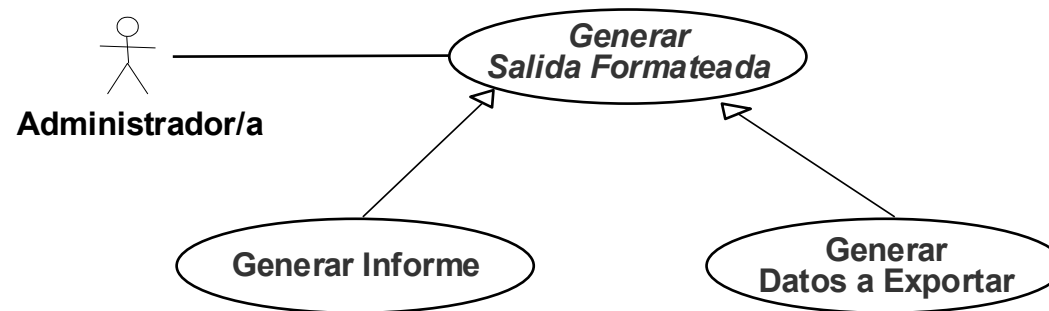 Generar
Salida Formateada
Administrador/a
Generar Informe
Generar
Datos a Exportar